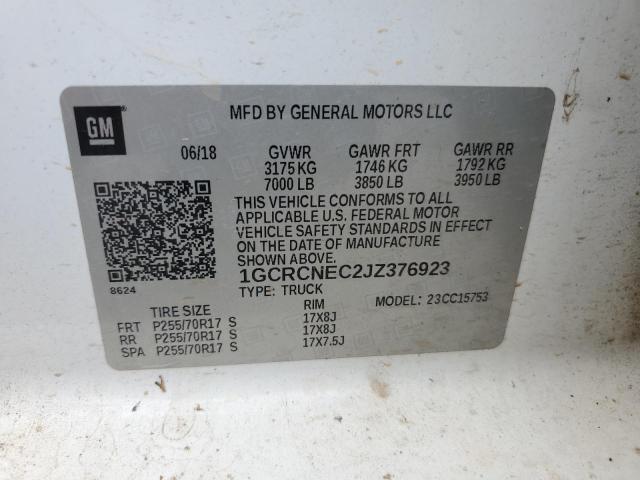 GM
MFD BY GENERAL MOTORS LLC
06/18 GVWR GAWR FRT GAWR RR
3175 KG 1746 KG 1792 KG
7000 LB 3850 LB 3950 LB
THIS VEHICLE CONFORMS TO ALL
APPLICABLE U.S. FEDERAL MOTOR
VEHICLE SAFETY STANDARDS IN EFFECT
ON THE DATE OF MANUFACTURE
SHOWN ABOVE.
1GCRCNEC2JZ376923
8624
TYPE: TRUCK MODEL: 23CC15753
TIRE SIZE RIM
FRT P255/70R17 S 17X8J
RR P255/70R17 S 17X8J
SPA P255/70R17 S 17X7.5J